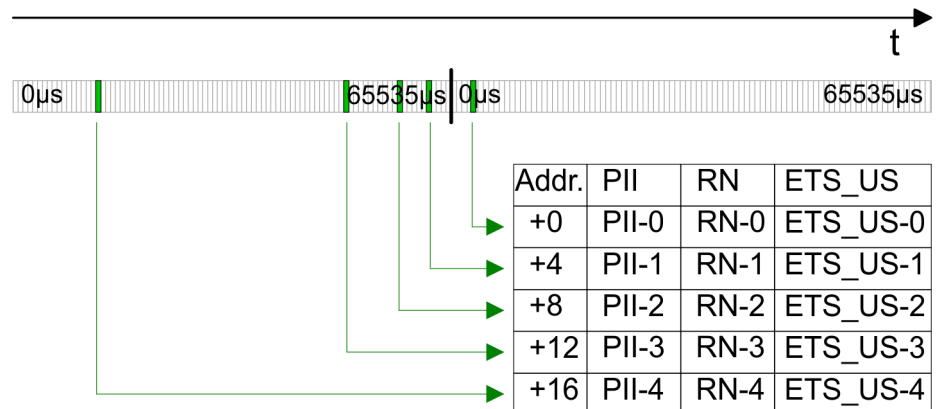 t
0µs 65535µs 0µs 65535µs
Addr. PII RN ETS_US
+0 PII-0 RN-0 ETS_US-0
+4 PII-1 RN-1 ETS_US-1
+8 PII-2 RN-2 ETS_US-2
+12 PII-3 RN-3 ETS_US-3
+16 PII-4 RN-4 ETS_US-4